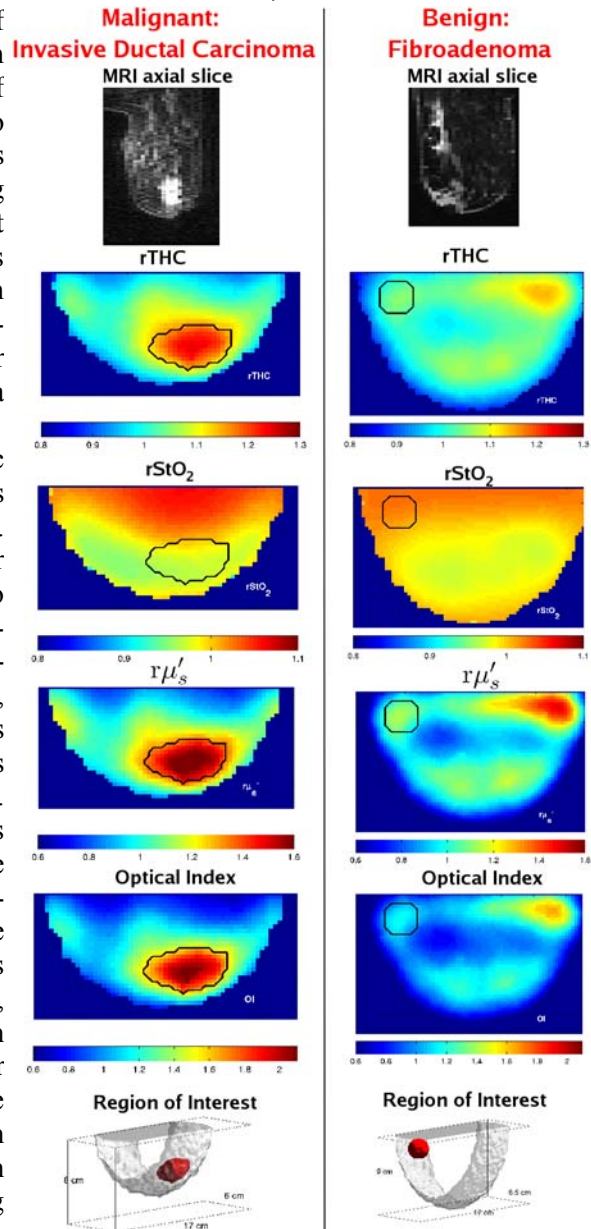 Malignant:
Invasive Ductal Carcinoma
MRI axial slice
rTHC
rTHC
0.8 0.9 1 1.1 1.2 1.3
rStO₂
rStO₂
0.8 0.9 1 1.1
rμ′s
rμs′
0.6 0.8 1 1.2 1.4 1.6
Optical Index
OI
0.6 0.8 1 1.2 1.4 1.6 1.8 2
Region of Interest
6 cm
17 cm
Benign:
Fibroadenoma
MRI axial slice
rTHC
rTHC
0.8 0.9 1 1.1 1.2 1.3
rStO₂
rStO₂
0.8 0.9 1 1.1
rμ′s
rμs′
0.6 0.8 1 1.2 1.4 1.6
Optical Index
OI
0.6 0.8 1 1.2 1.4 1.6 1.8 2
Region of Interest
9 cm
6.5 cm
17 cm